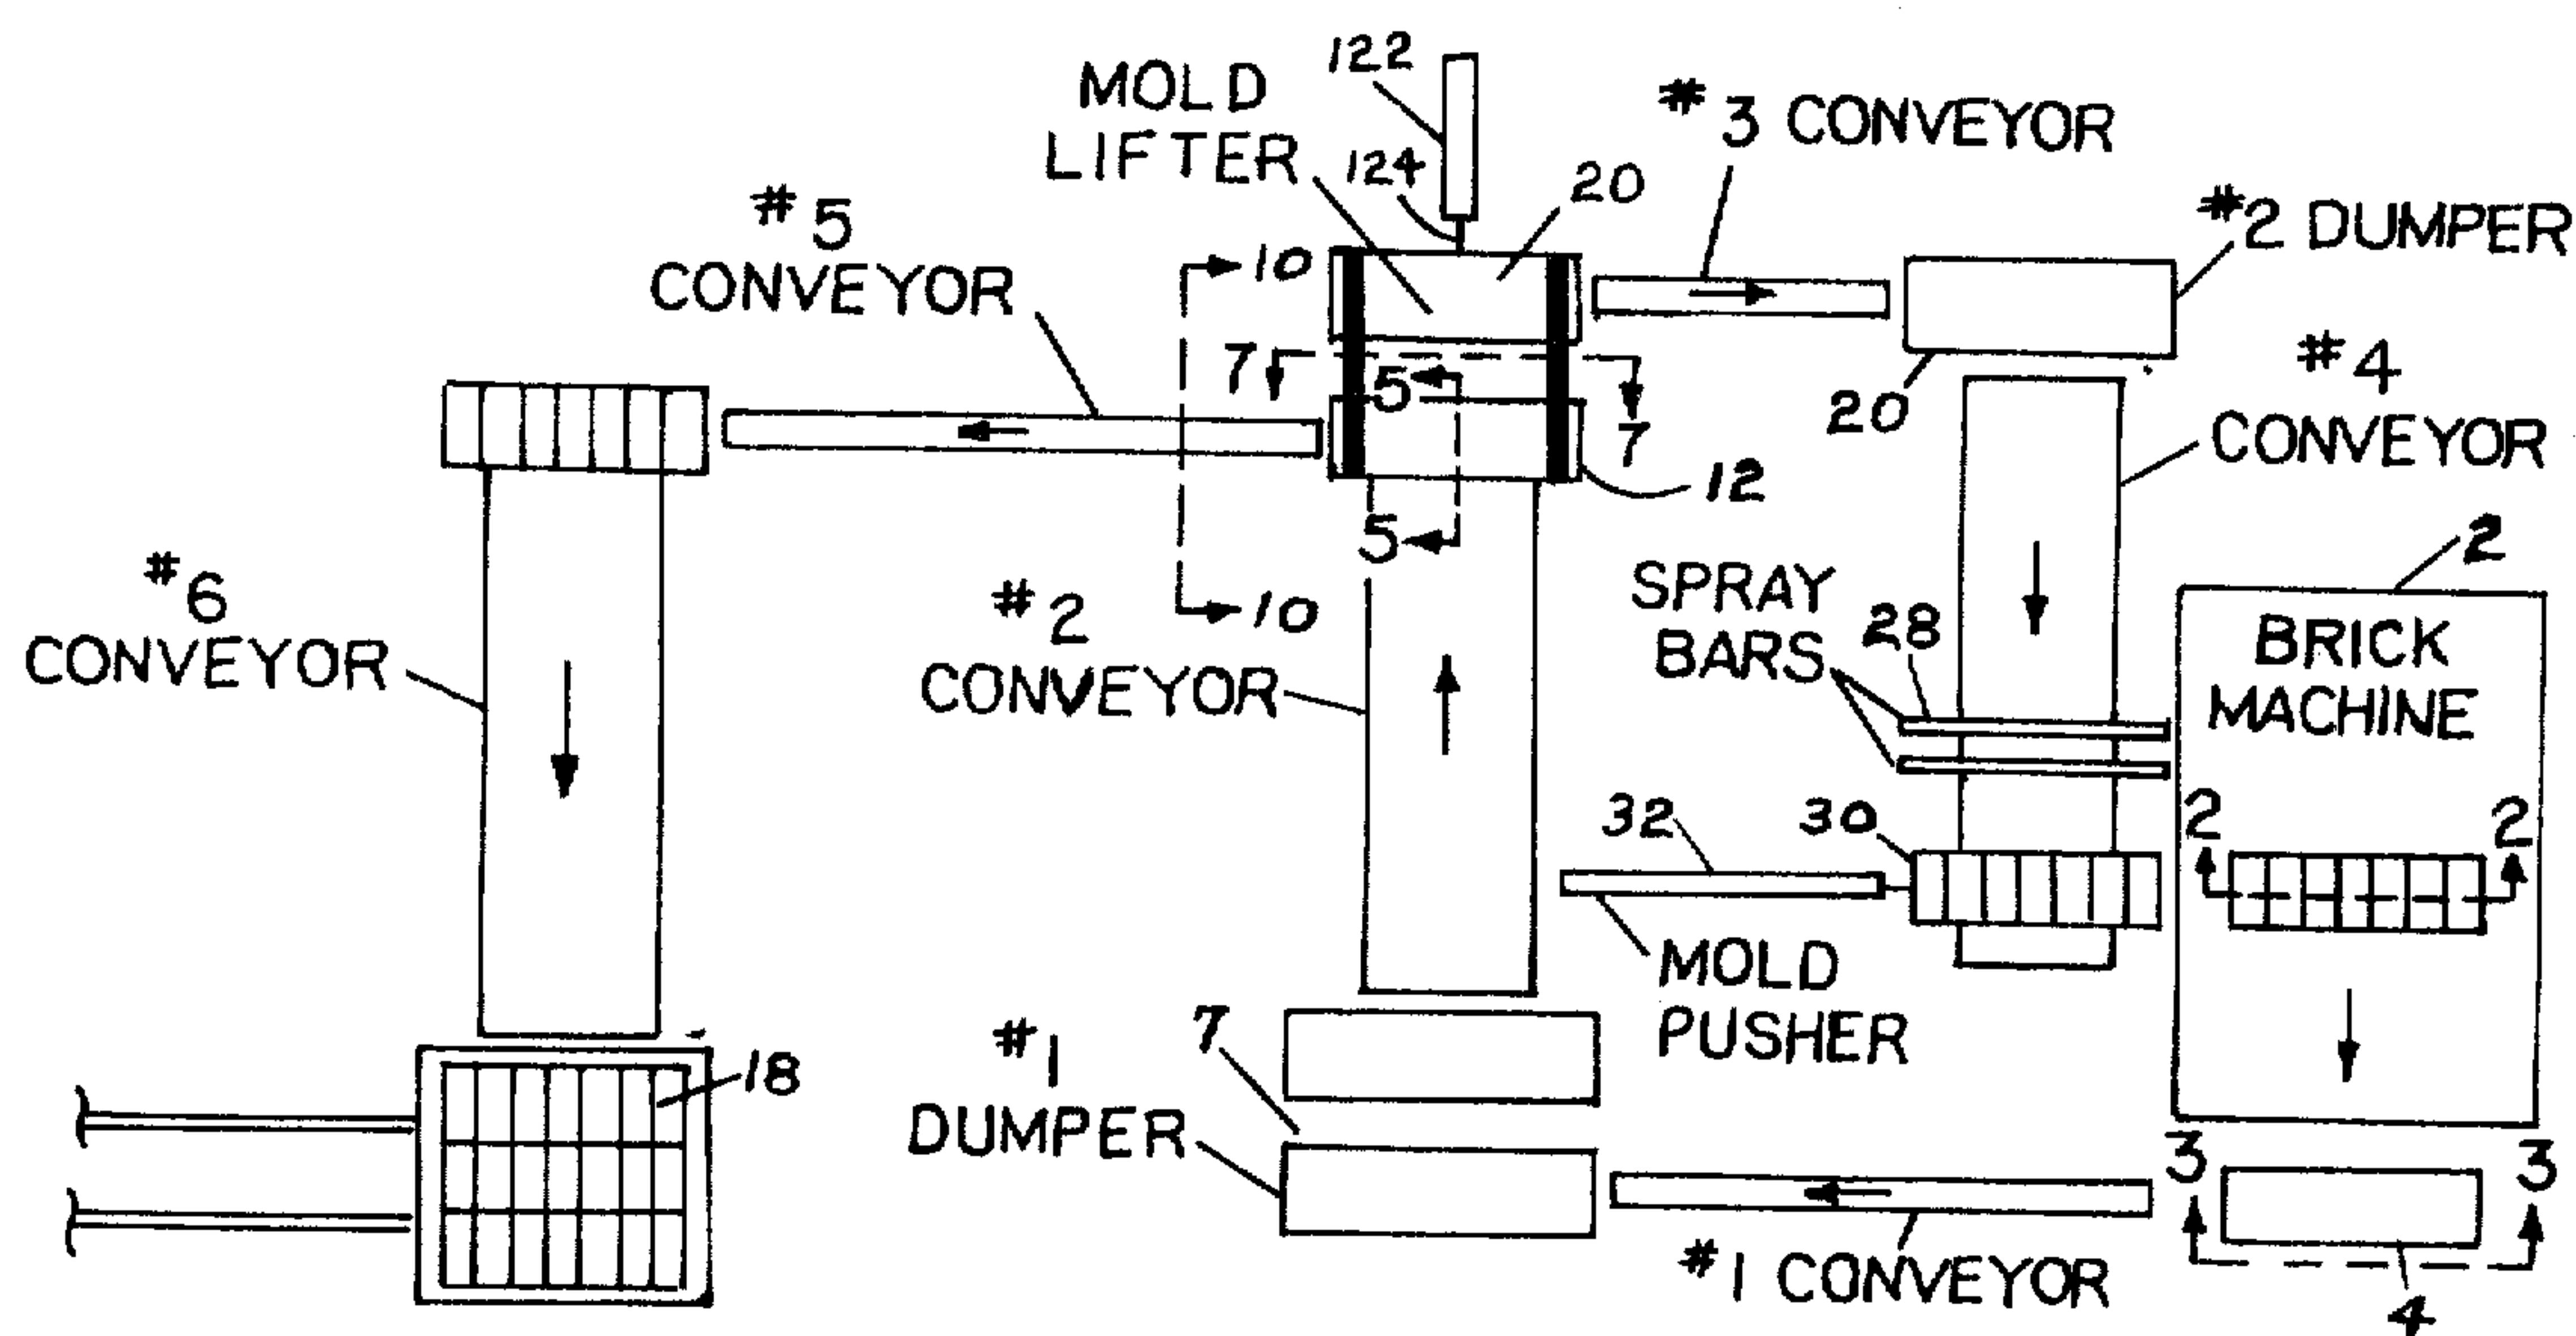 122
MOLD
LIFTER
124
20
#3 CONVEYOR
#2 DUMPER
#5
CONVEYOR
10
7
5
7
20
#4
CONVEYOR
12
5
10
2
#6
CONVEYOR
#2
CONVEYOR
SPRAY
BARS
28
BRICK
MACHINE
2
2
32
30
MOLD
PUSHER
18
#1
DUMPER
7
3
3
#1 CONVEYOR
4